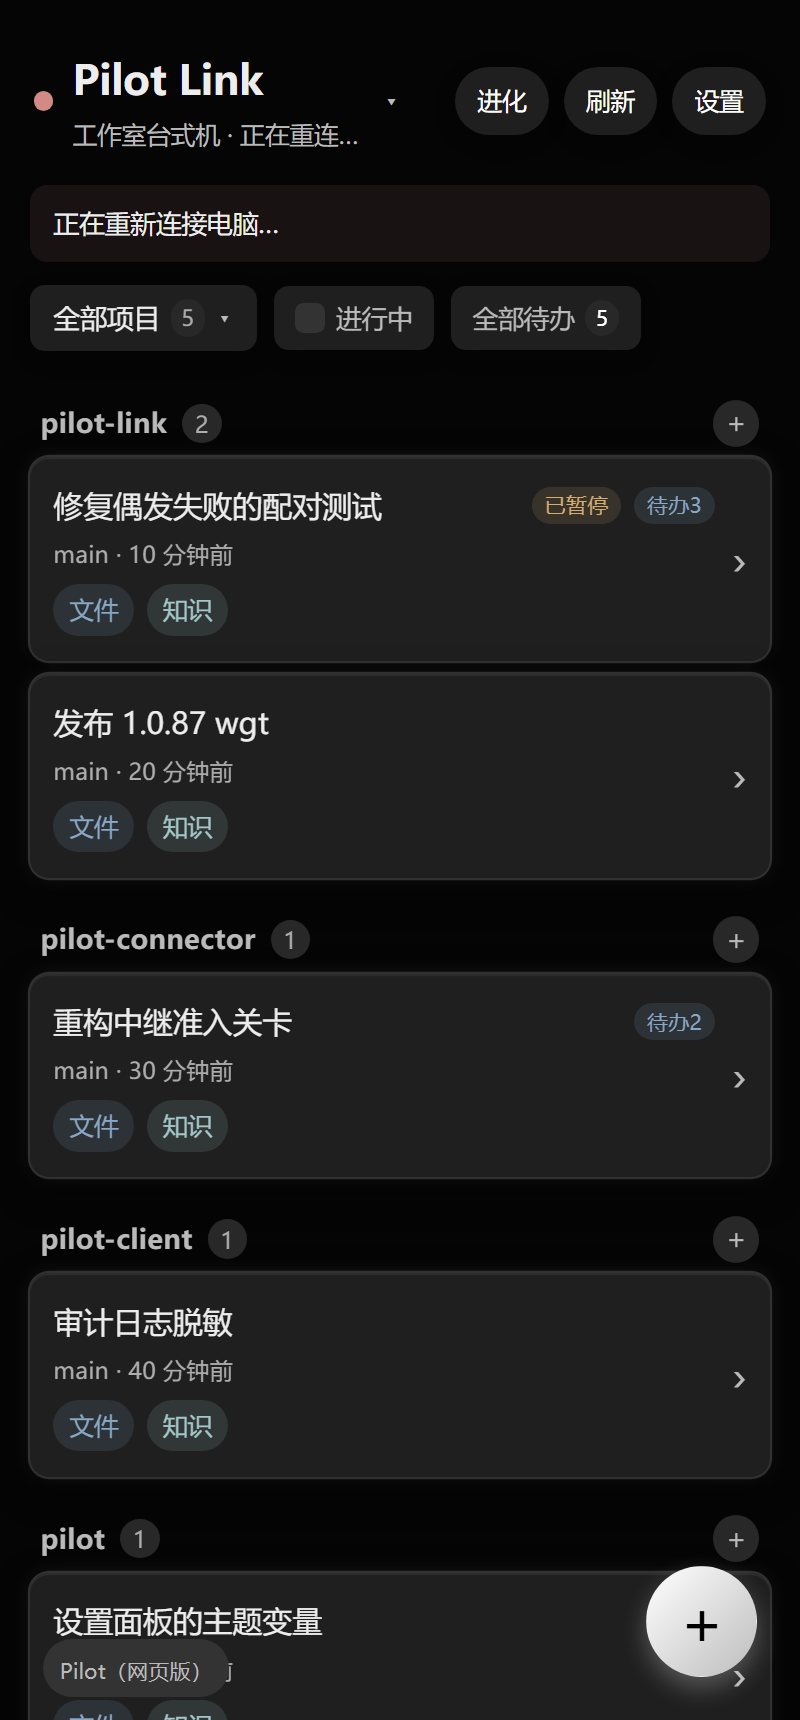 Pilot Link
工作室台式机 · 正在重连...
▾
进化
刷新
设置
正在重新连接电脑...
全部项目 5 ▾
进行中
全部待办 5
pilot-link 2
+
修复偶发失败的配对测试
已暂停
待办3
main · 10 分钟前
›
文件
知识
发布 1.0.87 wgt
main · 20 分钟前
›
文件
知识
pilot-connector 1
+
重构中继准入关卡
待办2
main · 30 分钟前
›
文件
知识
pilot-client 1
+
审计日志脱敏
main · 40 分钟前
›
文件
知识
pilot 1
+
设置面板的主题变量
+
Pilot（网页版）
›
文件
知识